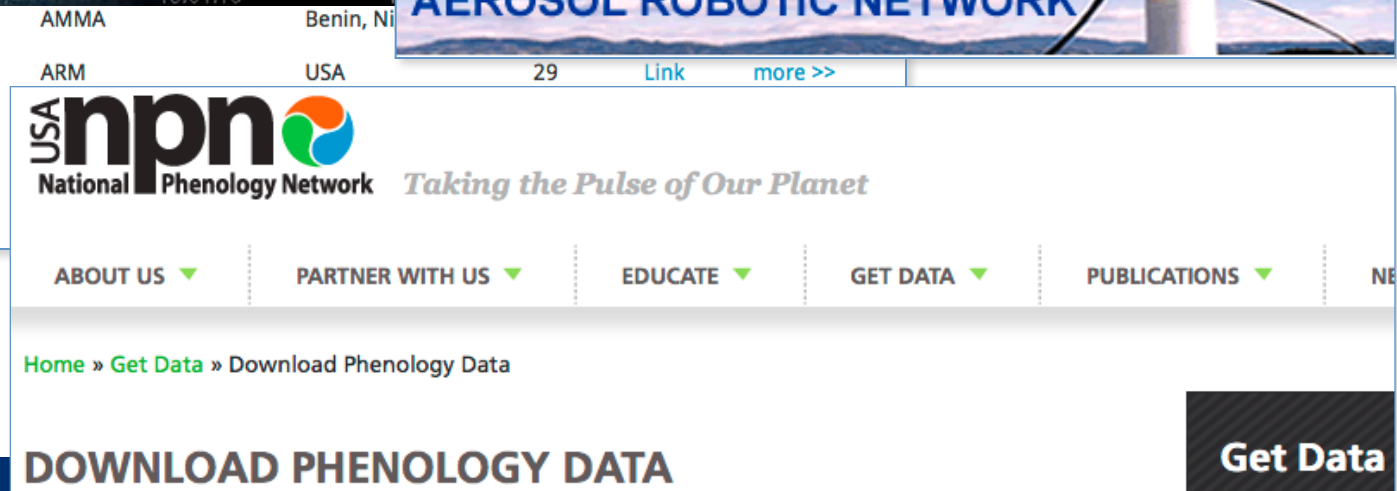 AEROSOL ROBOTIC NETWORK
AMMA Benin, Ni
ARM USA 29 Link more >>
USA npn
National Phenology Network Taking the Pulse of Our Planet
ABOUT US PARTNER WITH US EDUCATE GET DATA PUBLICATIONS NE
Home » Get Data » Download Phenology Data
DOWNLOAD PHENOLOGY DATA
Get Data